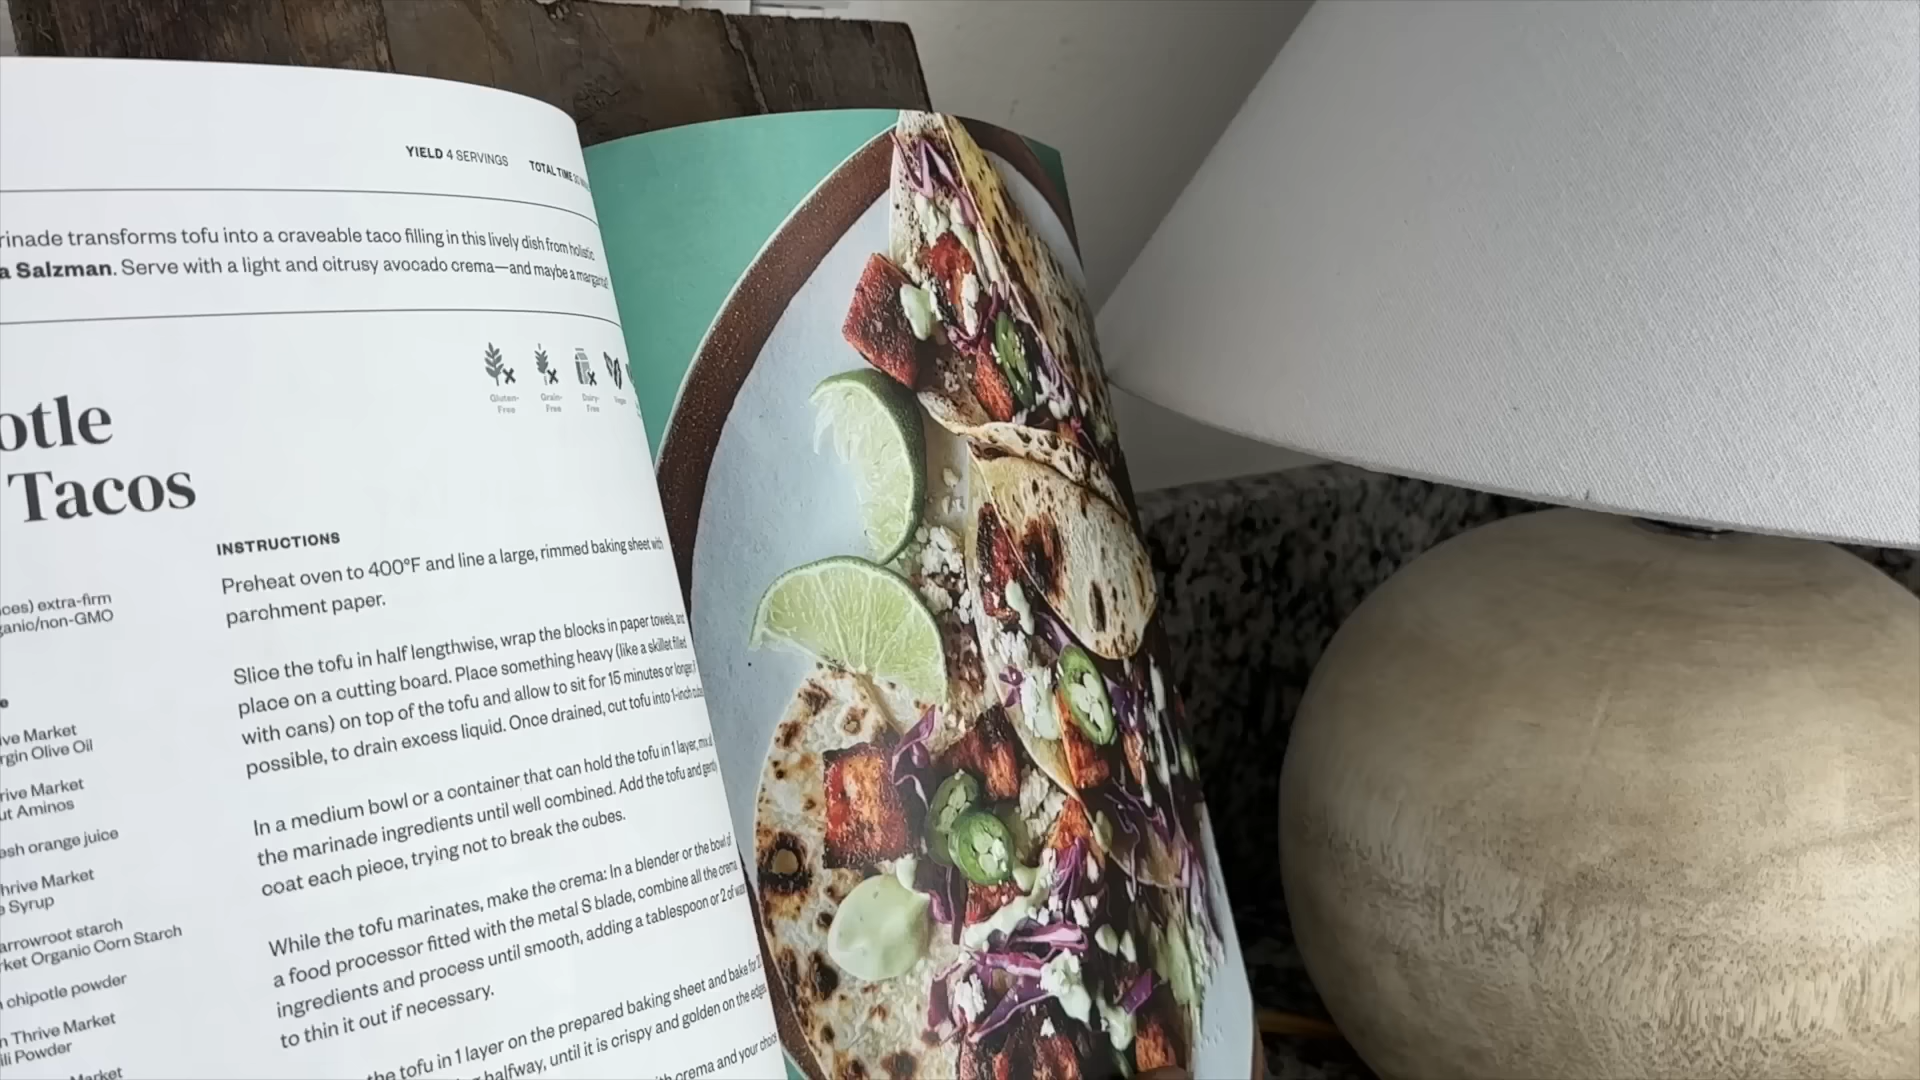 YIELD 4 SERVINGS TOTAL TIME
rinade transforms tofu into a craveable taco filling in this lively dish from holistic
a Salzman. Serve with a light and citrusy avocado crema—and maybe a margarita!
Gluten-
Free
Grain-
Free
Dairy-
Free
Vegan
otle
Tacos
ces) extra-firm
ganic/non-GMO
e
ive Market
rgin Olive Oil
rive Market
ut Aminos
esh orange juice
hrive Market
e Syrup
arrowroot starch
ket Organic Corn Starch
chipotle powder
n Thrive Market
ili Powder
Market
INSTRUCTIONS
Preheat oven to 400°F and line a large, rimmed baking sheet with
parchment paper.
Slice the tofu in half lengthwise, wrap the blocks in paper towels, and
place on a cutting board. Place something heavy (like a skillet filled
with cans) on top of the tofu and allow to sit for 15 minutes or longer, if
possible, to drain excess liquid. Once drained, cut tofu into 1-inch cubes.
In a medium bowl or a container that can hold the tofu in 1 layer, mix all
the marinade ingredients until well combined. Add the tofu and gently
coat each piece, trying not to break the cubes.
While the tofu marinates, make the crema: In a blender or the bowl of
a food processor fitted with the metal S blade, combine all the crema
ingredients and process until smooth, adding a tablespoon or 2 of water
to thin it out if necessary.
the tofu in 1 layer on the prepared baking sheet and bake for
halfway, until it is crispy and golden on the edges.
th crema and your choice